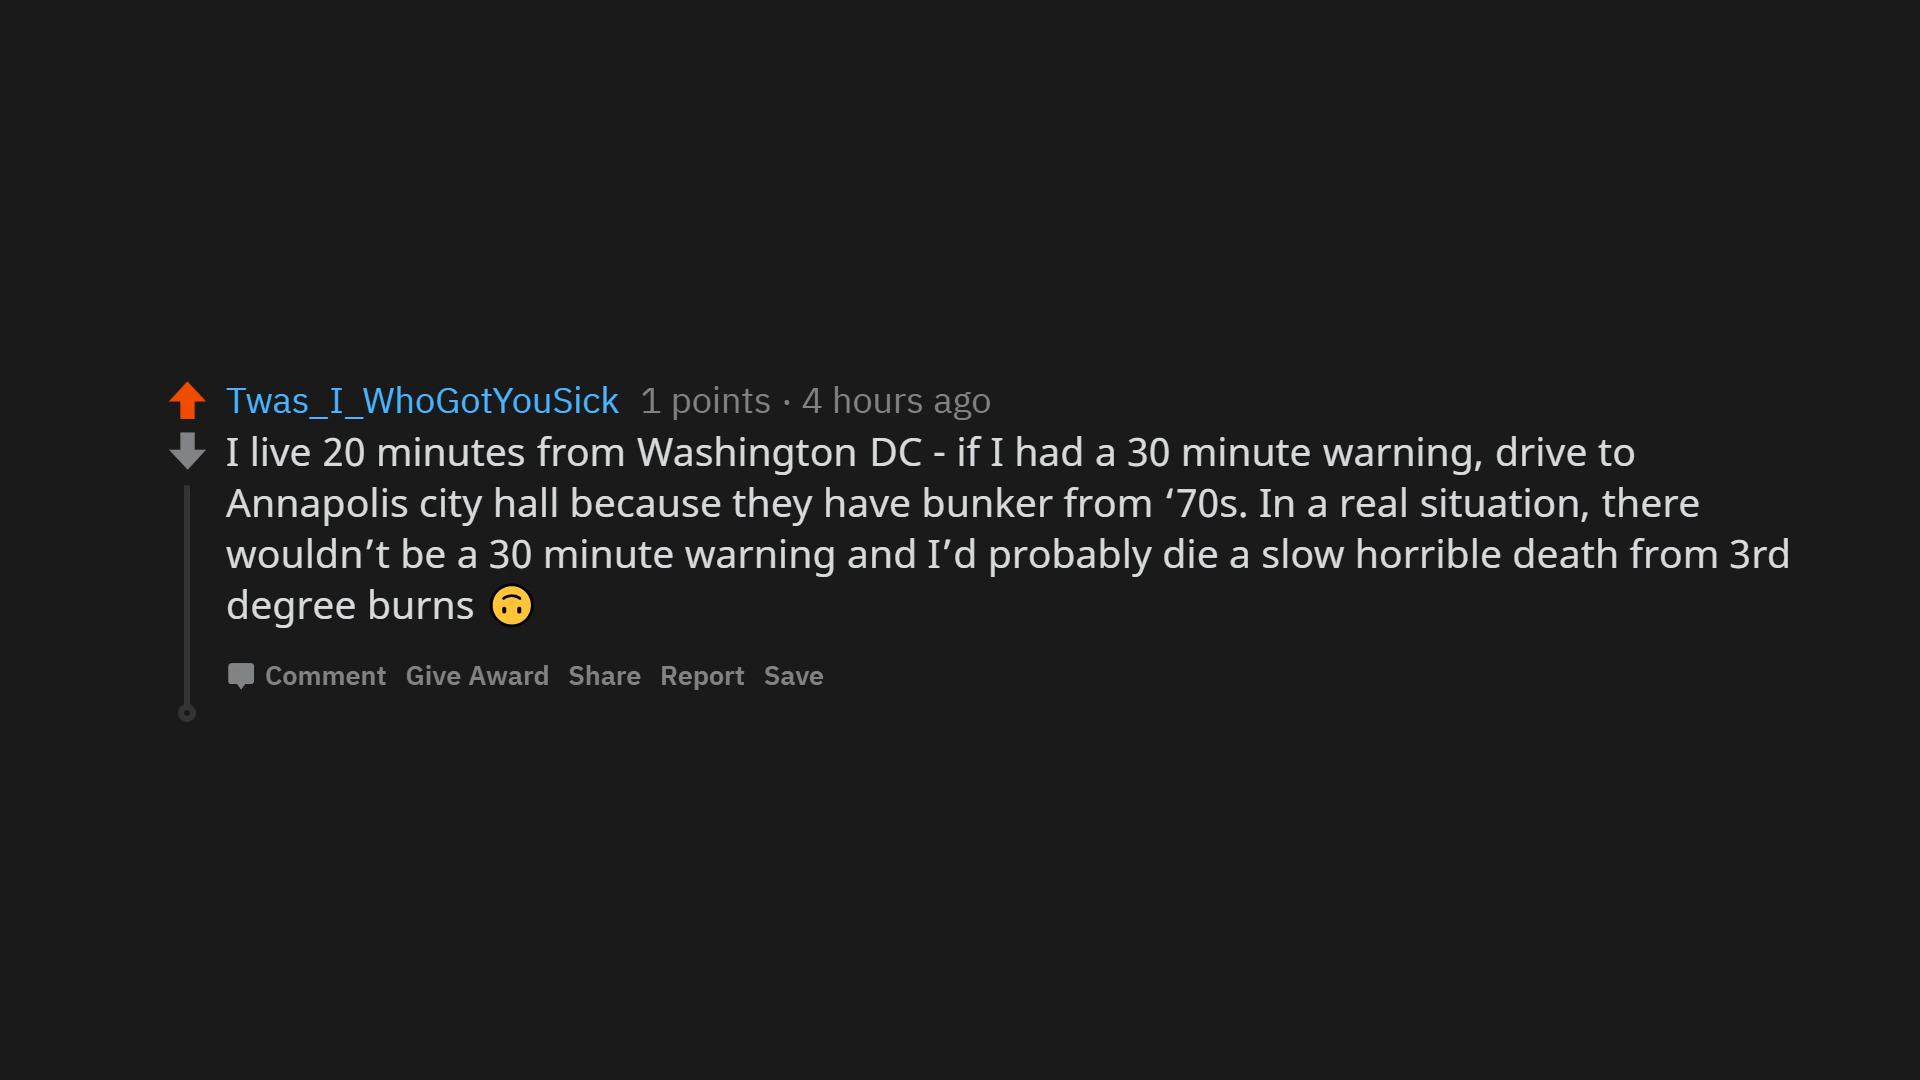 Twas_I_WhoGotYouSick 1 points · 4 hours ago
I live 20 minutes from Washington DC - if I had a 30 minute warning, drive to
Annapolis city hall because they have bunker from ‘70s. In a real situation, there
wouldn’t be a 30 minute warning and I’d probably die a slow horrible death from 3rd
degree burns 🙃
Comment Give Award Share Report Save